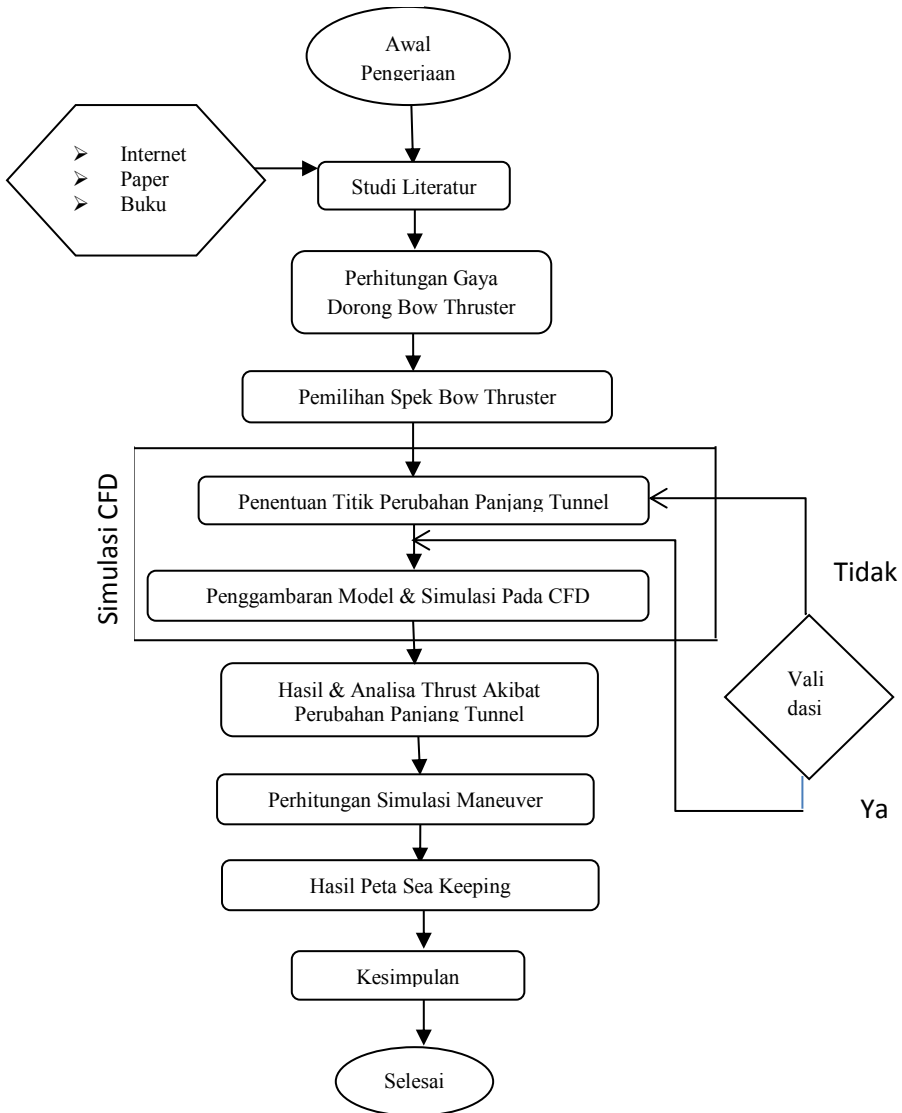 Awal
Pengerjaan
➢ Internet
➢ Paper
➢ Buku
Studi Literatur
Perhitungan Gaya
Dorong Bow Thruster
Pemilihan Spek Bow Thruster
Simulasi CFD
Penentuan Titik Perubahan Panjang Tunnel
Penggambaran Model & Simulasi Pada CFD
Tidak
Vali
dasi
Ya
Hasil & Analisa Thrust Akibat
Perubahan Panjang Tunnel
Perhitungan Simulasi Maneuver
Hasil Peta Sea Keeping
Kesimpulan
Selesai